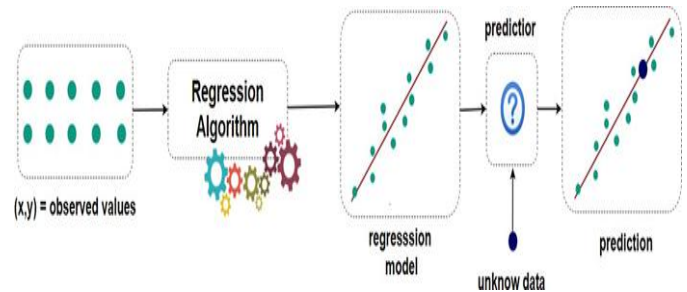 (x,y) = observed values
Regression
Algorithm
regresssion
model
predictior
?
unknow data
prediction